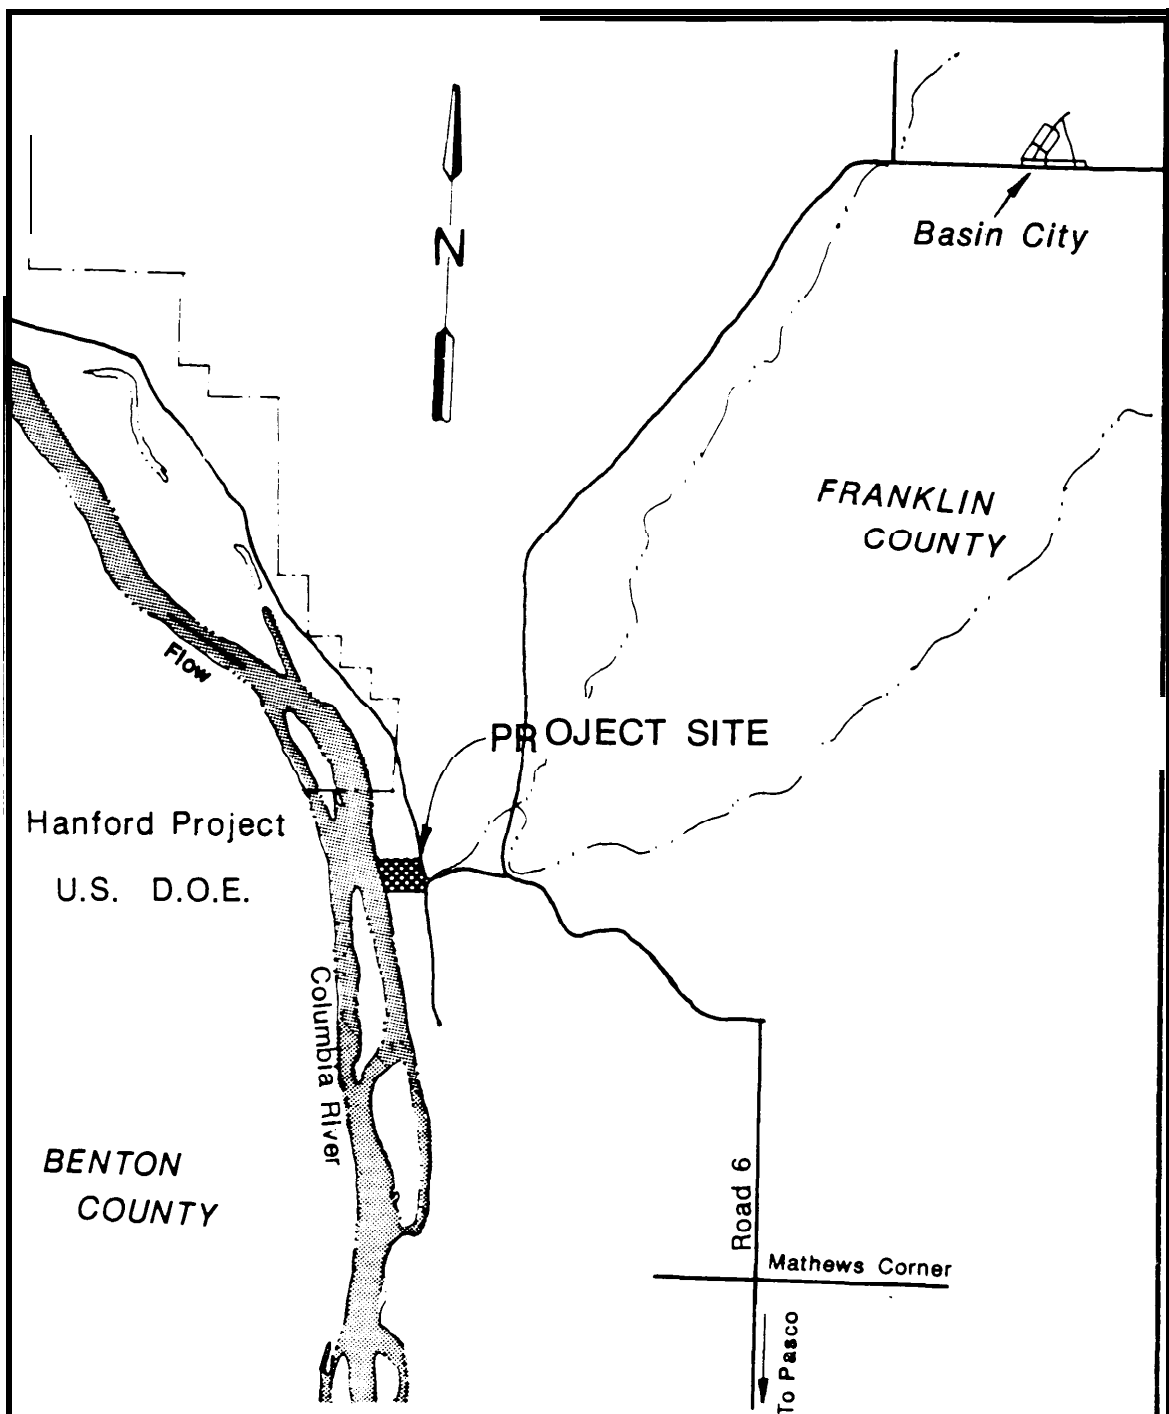 N
Basin City
FRANKLIN
COUNTY
Flow
PROJECT SITE
Hanford Project
U.S. D.O.E.
Columbia River
BENTON
COUNTY
Road 6
Mathews Corner
To Pasco